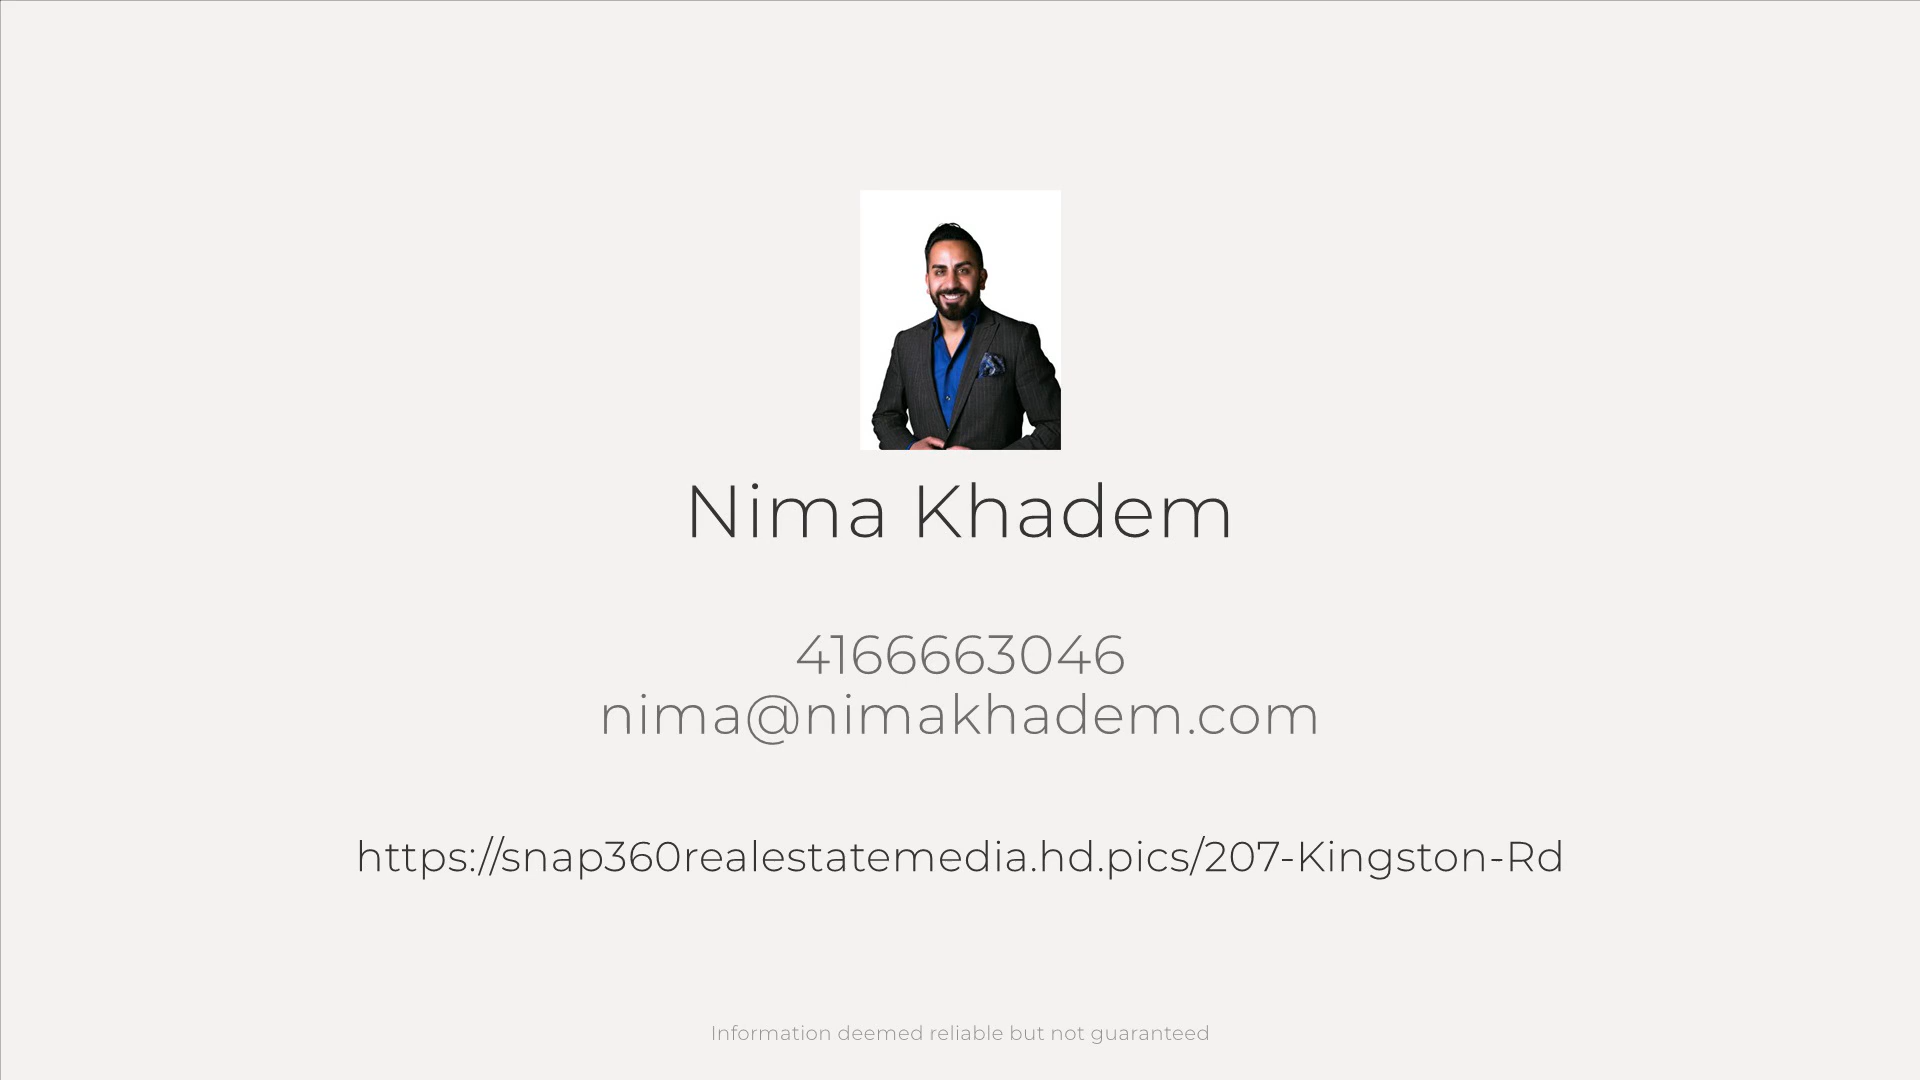 Nima Khadem
4166663046
nima@nimakhadem.com
https://snap360realestatemedia.hd.pics/207-Kingston-Rd
Information deemed reliable but not guaranteed